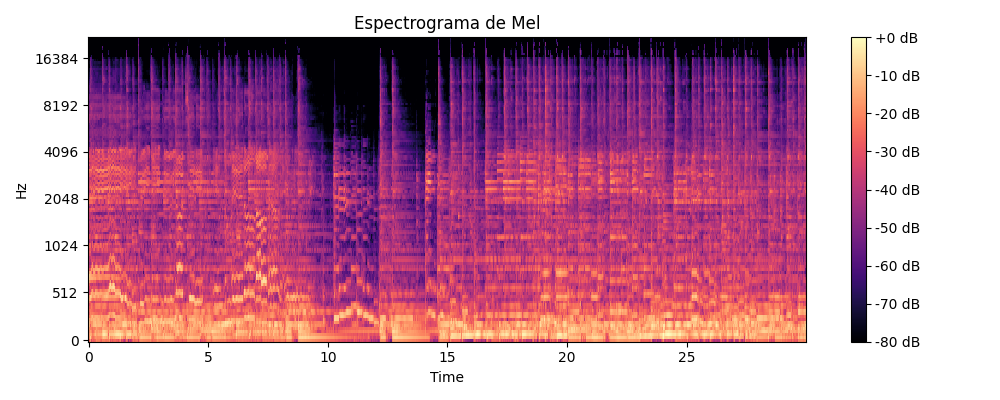 Espectrograma de Mel
Hz
16384
8192
4096
2048
1024
512
0
0 5 10 15 20 25
Time
+0 dB
-10 dB
-20 dB
-30 dB
-40 dB
-50 dB
-60 dB
-70 dB
-80 dB